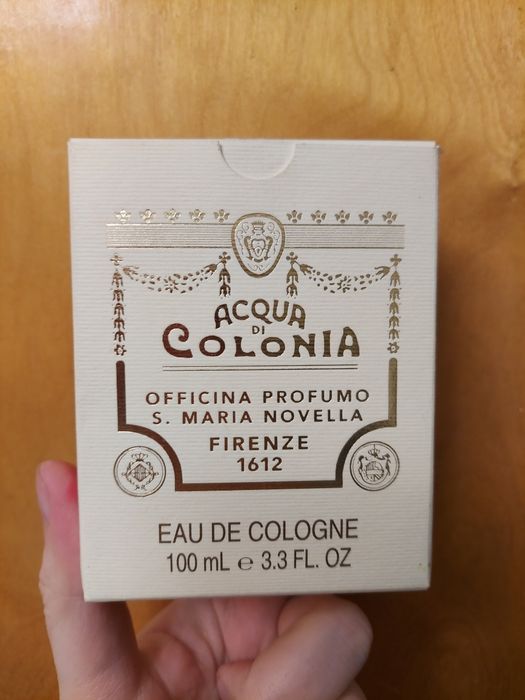 ACQUA
DI
COLONIA
OFFICINA PROFUMO
S. MARIA NOVELLA
FIRENZE
1612
EAU DE COLOGNE
100 mL ℮ 3.3 FL. OZ